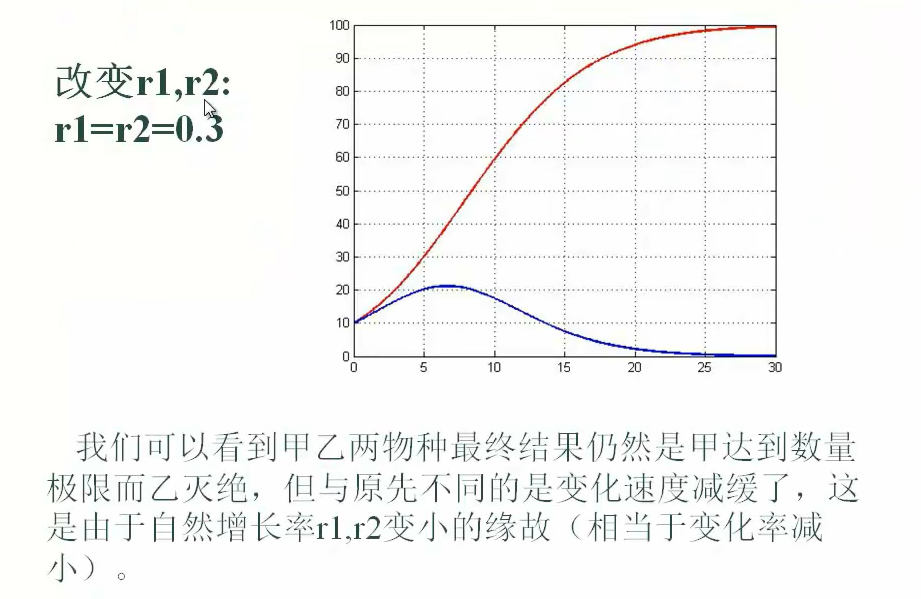 改变r1,r2:
r1=r2=0.3
100
90
80
70
60
50
40
30
20
10
0
0 5 10 15 20 25 30
我们可以看到甲乙两物种最终结果仍然是甲达到数量
极限而乙灭绝，但与原先不同的是变化速度减缓了，这
是由于自然增长率r1,r2变小的缘故（相当于变化率减
小）。